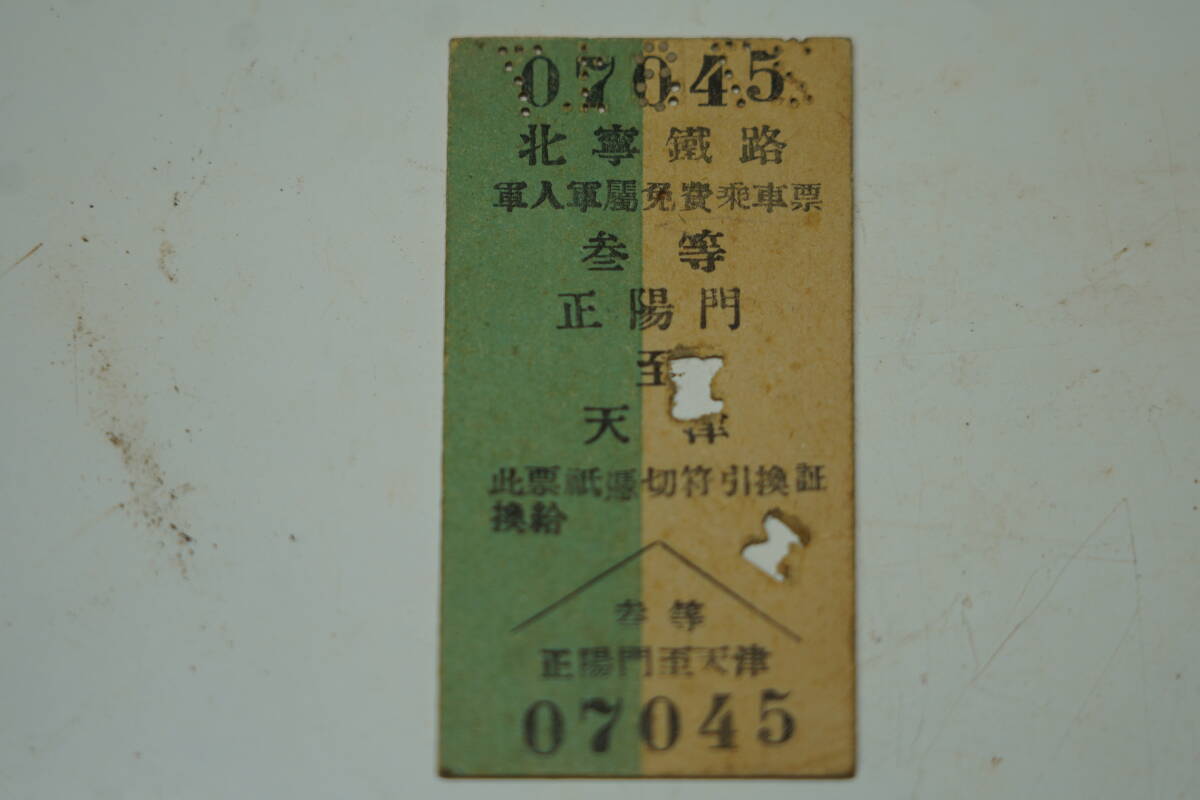 07045
北寧鐵路
軍人軍屬免費乘車票
叁等
正陽門
至
天津
此票祇憑切符引換証
換給
叁等
正陽門至天津
07045